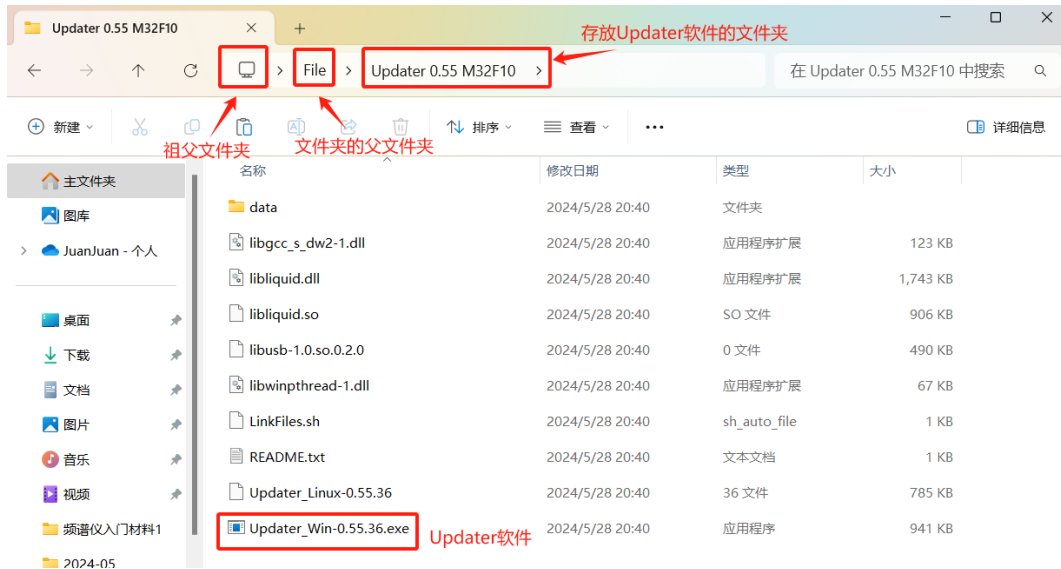 Updater 0.55 M32F10
存放Updater软件的文件夹
File
Updater 0.55 M32F10
在 Updater 0.55 M32F10 中搜索
新建
排序
查看
详细信息
祖父文件夹
文件夹的父文件夹
名称 修改日期 类型 大小
主文件夹
图库
JuanJuan - 个人
桌面
下载
文档
图片
音乐
视频
频谱仪入门材料1
2024-05
data 2024/5/28 20:40 文件夹
libgcc_s_dw2-1.dll 2024/5/28 20:40 应用程序扩展 123 KB
libliquid.dll 2024/5/28 20:40 应用程序扩展 1,743 KB
libliquid.so 2024/5/28 20:40 SO 文件 906 KB
libusb-1.0.so.0.2.0 2024/5/28 20:40 0 文件 490 KB
libwinpthread-1.dll 2024/5/28 20:40 应用程序扩展 67 KB
LinkFiles.sh 2024/5/28 20:40 sh_auto_file 1 KB
README.txt 2024/5/28 20:40 文本文档 1 KB
Updater_Linux-0.55.36 2024/5/28 20:40 36 文件 785 KB
Updater_Win-0.55.36.exe 2024/5/28 20:40 应用程序 941 KB
Updater软件